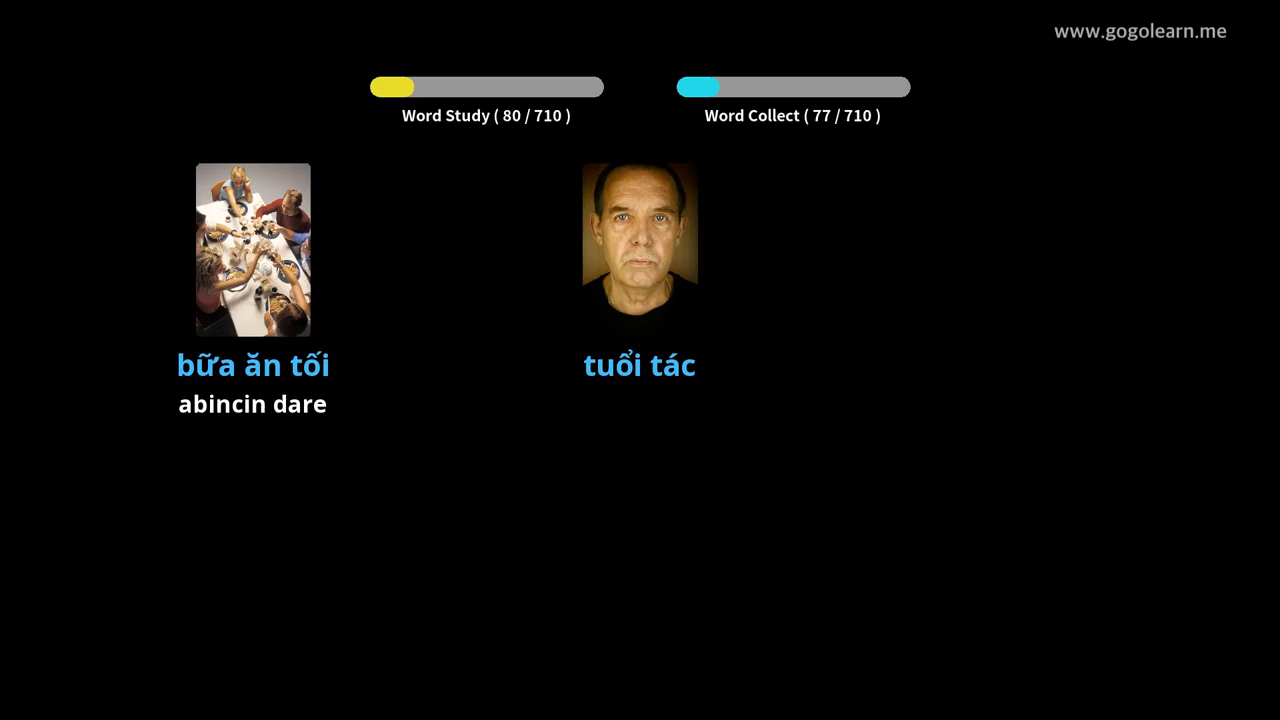 www.gogolearn.me
Word Study ( 80 / 710 )
Word Collect ( 77 / 710 )
bữa ăn tối
abincin dare
tuổi tác